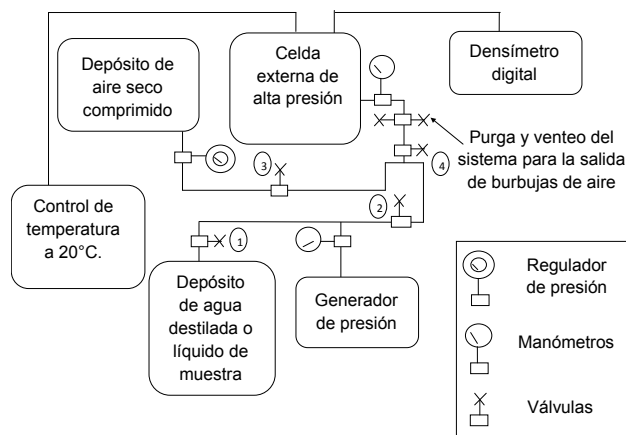 Depósito de
aire seco
comprimido
Celda
externa de
alta presión
Densímetro
digital
Purga y venteo del
sistema para la salida
de burbujas de aire
3
4
2
1
Control de
temperatura
a 20°C.
Depósito
de agua
destilada o
líquido de
muestra
Generador
de presión
Regulador
de presión
Manómetros
Válvulas